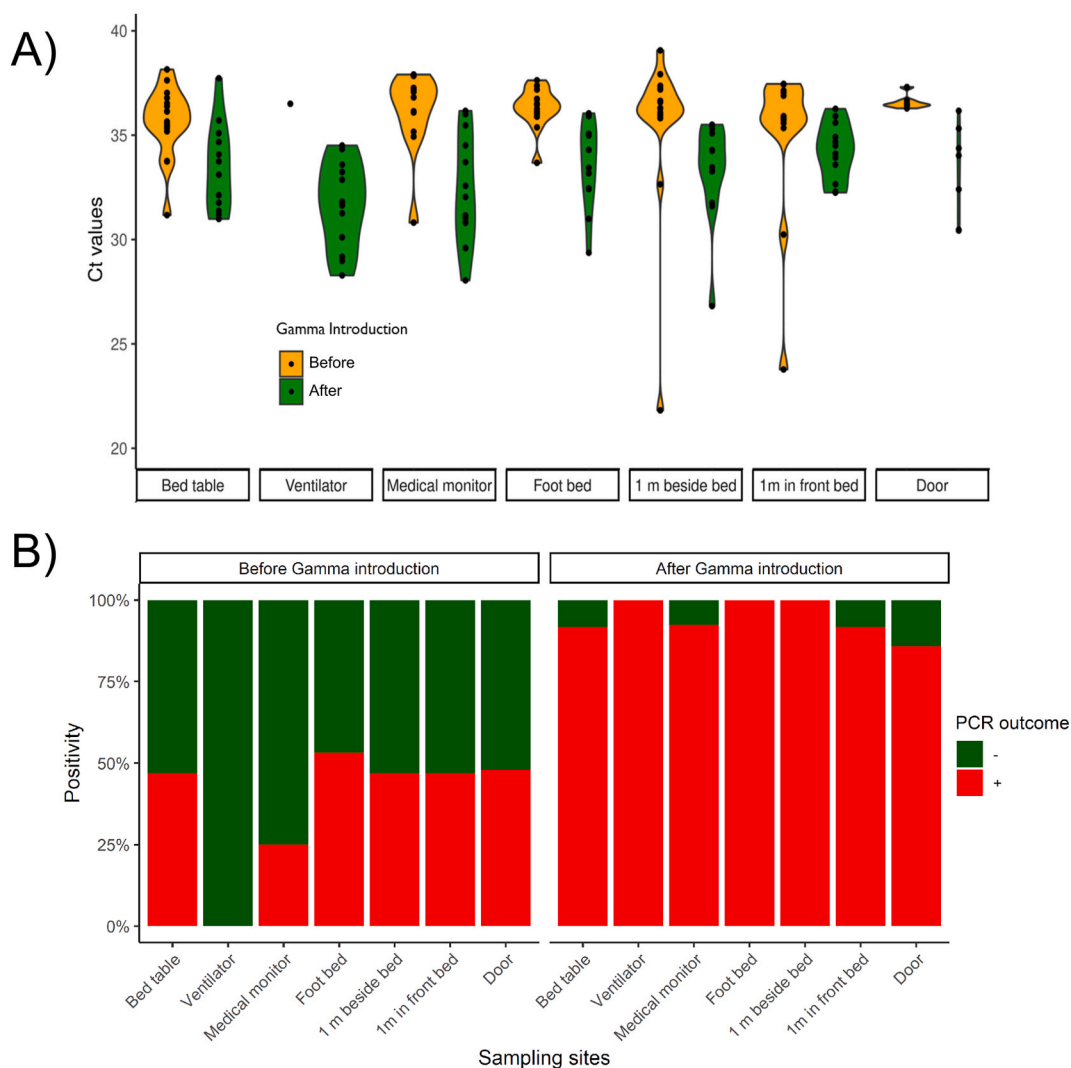 A)
40
35
30
25
20
Ct values
Gamma Introduction
Before
After
Bed table
Ventilator
Medical monitor
Foot bed
1 m beside bed
1m in front bed
Door
B)
Before Gamma introduction
After Gamma introduction
100%
75%
50%
25%
0%
Positivity
PCR outcome
-
+
Bed table
Ventilator
Medical monitor
Foot bed
1 m beside bed
1m in front bed
Door
Bed table
Ventilator
Medical monitor
Foot bed
1 m beside bed
1m in front bed
Door
Sampling sites